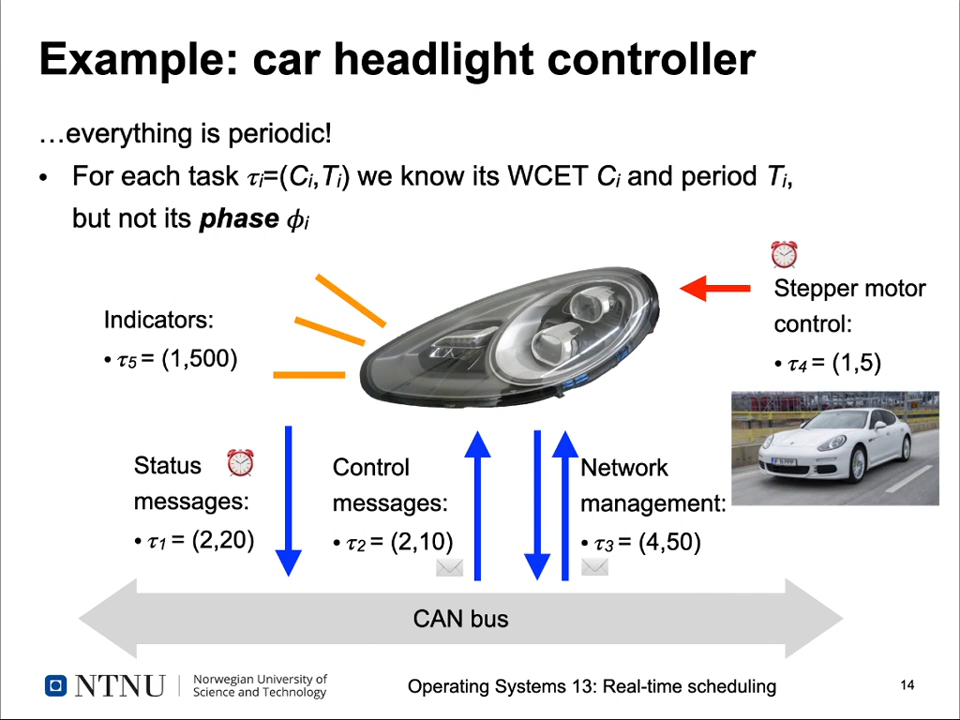 Example: car headlight controller
…everything is periodic!
• For each task τi=(Ci,Ti) we know its WCET Ci and period Ti,
but not its phase ϕi
Stepper motor
control:
• τ4 = (1,5)
Indicators:
• τ5 = (1,500)
Status
messages:
• τ1 = (2,20)
Control
messages:
• τ2 = (2,10)
Network
management:
• τ3 = (4,50)
CAN bus
NTNU
Norwegian University of
Science and Technology
Operating Systems 13: Real-time scheduling
14